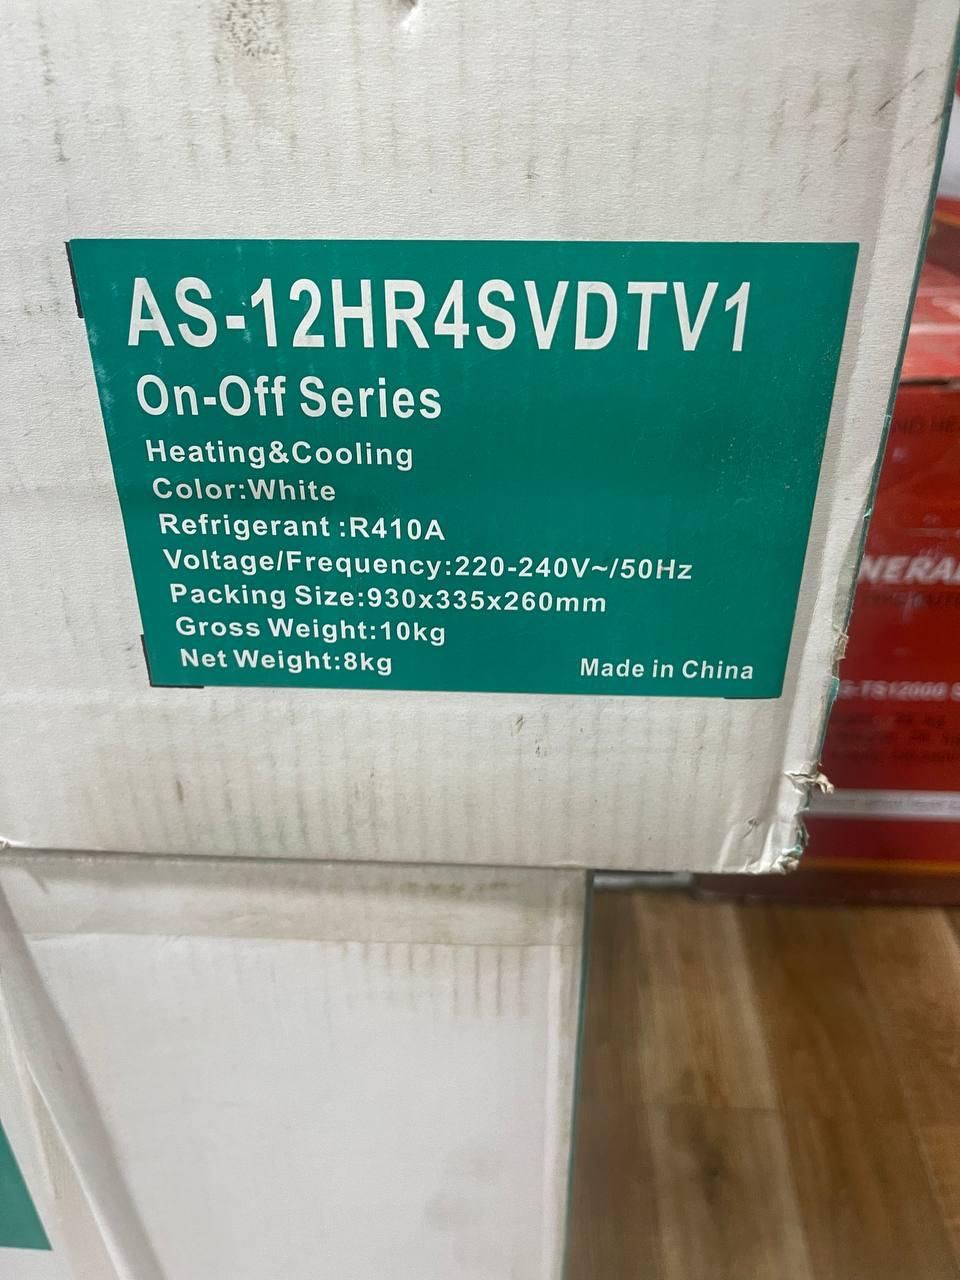 AS-12HR4SVDTV1
On-Off Series
Heating&Cooling
Color:White
Refrigerant :R410A
Voltage/Frequency:220-240V~/50Hz
Packing Size:930x335x260mm
Gross Weight:10kg
Net Weight:8kg
Made in China